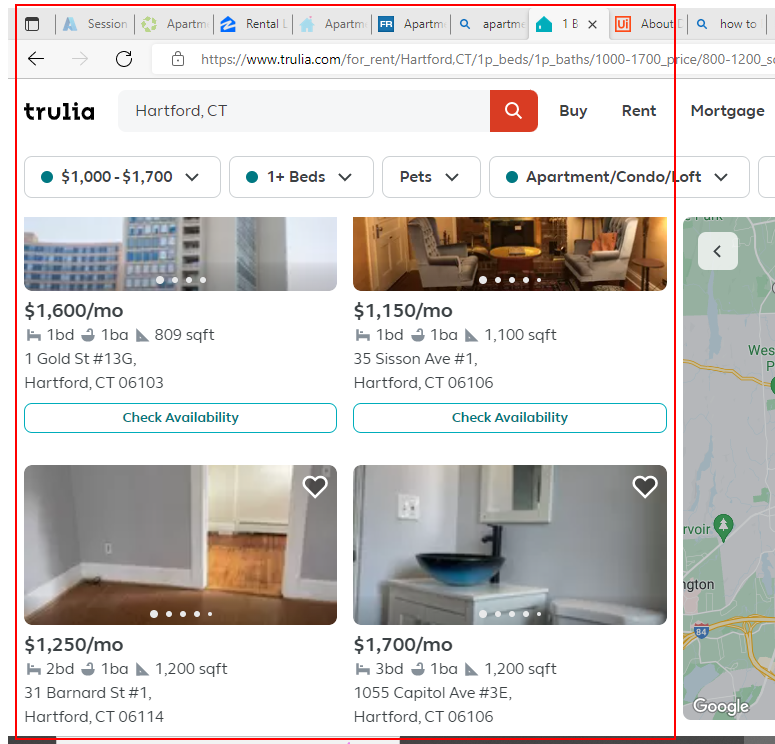 Session
Apartm
Rental L
Apartm
FR Apartm
apartme
1 B
Ui About
how to
https://www.trulia.com/for_rent/Hartford,CT/1p_beds/1p_baths/1000-1700_price/800-1200_s
trulia
Hartford, CT
Buy
Rent
Mortgage
$1,000 - $1,700
1+ Beds
Pets
Apartment/Condo/Loft
$1,600/mo
1bd 1ba 809 sqft
1 Gold St #13G,
Hartford, CT 06103
Check Availability
$1,150/mo
1bd 1ba 1,100 sqft
35 Sisson Ave #1,
Hartford, CT 06106
Check Availability
$1,250/mo
2bd 1ba 1,200 sqft
31 Barnard St #1,
Hartford, CT 06114
$1,700/mo
3bd 1ba 1,200 sqft
1055 Capitol Ave #3E,
Hartford, CT 06106
Wes
P
rvoir
ngton
84
Google